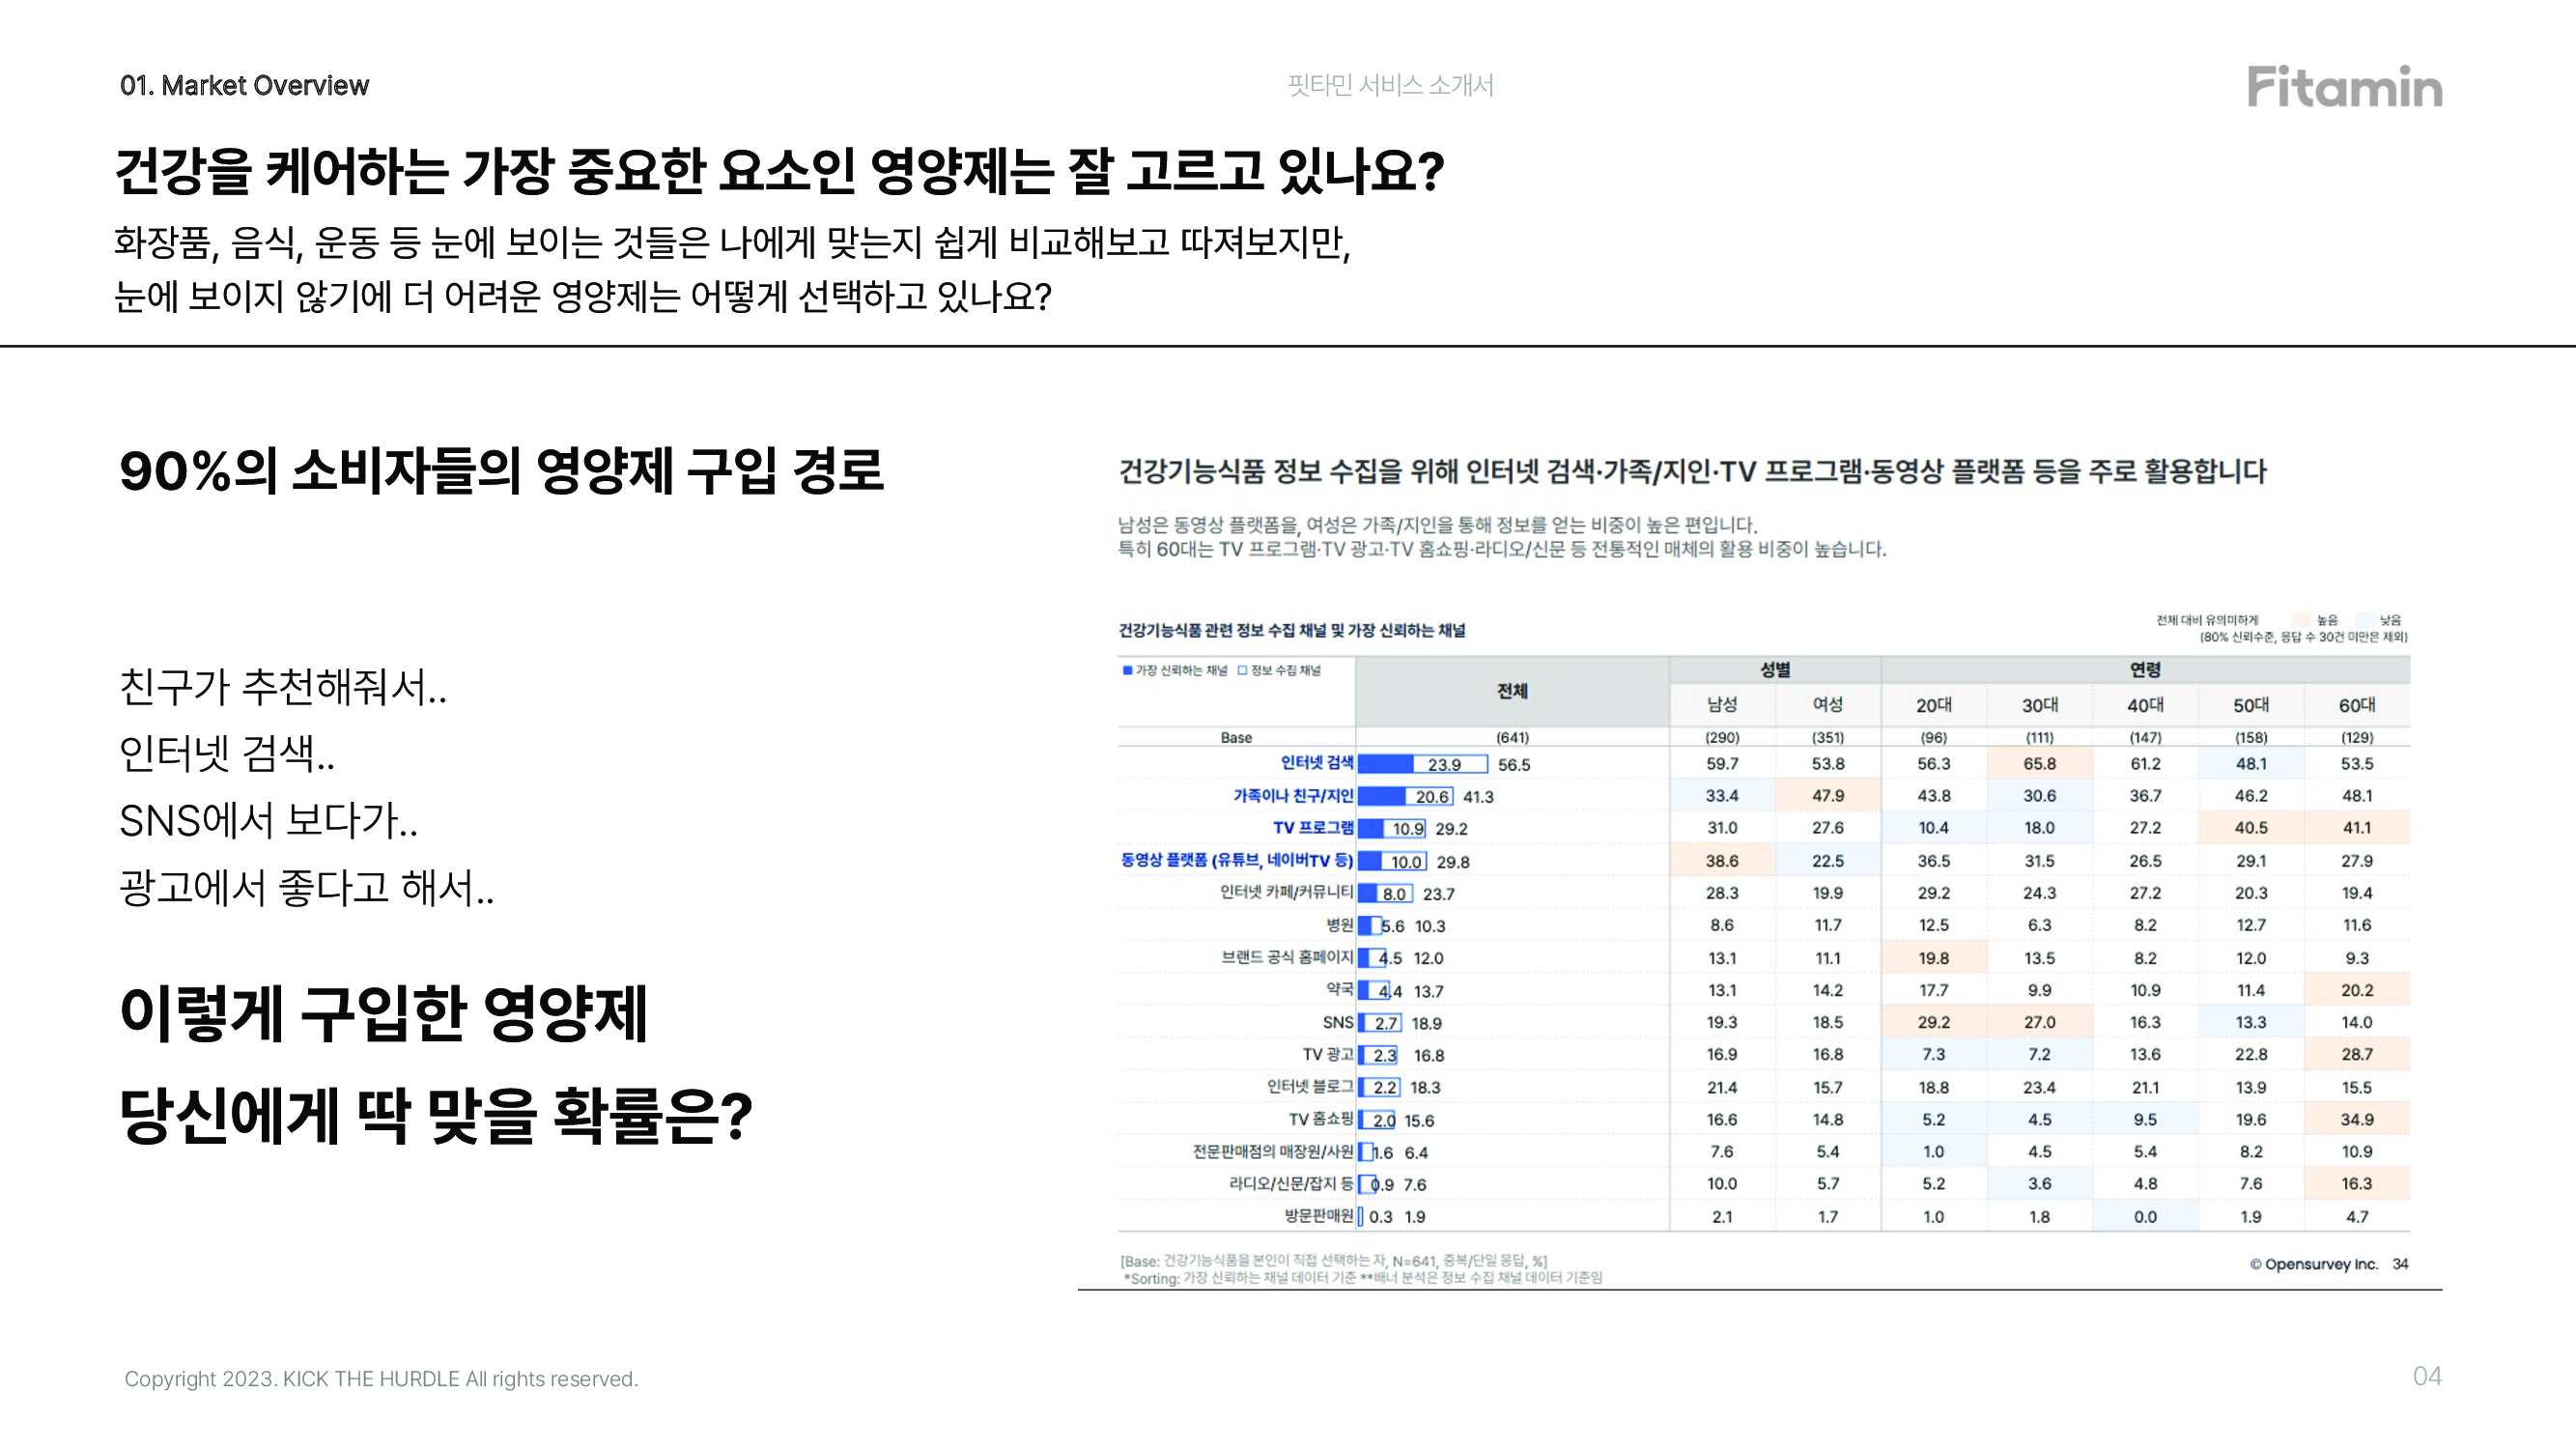 01. Market Overview
핏타민 서비스 소개서
Fitamin
건강을 케어하는 가장 중요한 요소인 영양제는 잘 고르고 있나요?
화장품, 음식, 운동 등 눈에 보이는 것들은 나에게 맞는지 쉽게 비교해보고 따져보지만,
눈에 보이지 않기에 더 어려운 영양제는 어떻게 선택하고 있나요?
90%의 소비자들의 영양제 구입 경로
친구가 추천해줘서..
인터넷 검색..
SNS에서 보다가..
광고에서 좋다고 해서..
이렇게 구입한 영양제
당신에게 딱 맞을 확률은?
건강기능식품 정보 수집을 위해 인터넷 검색·가족/지인·TV 프로그램·동영상 플랫폼 등을 주로 활용합니다
남성은 동영상 플랫폼을, 여성은 가족/지인을 통해 정보를 얻는 비중이 높은 편입니다.
특히 60대는 TV 프로그램·TV 광고·TV 홈쇼핑·라디오/신문 등 전통적인 매체의 활용 비중이 높습니다.
건강기능식품 관련 정보 수집 채널 및 가장 신뢰하는 채널
전체 대비 유의미하게 높음 낮음
(80% 신뢰수준, 응답 수 30건 미만은 제외)
가장 신뢰하는 채널 정보 수집 채널
전체 성별 연령
남성 여성 20대 30대 40대 50대 60대
Base (641) (290) (351) (96) (111) (147) (158) (129)
인터넷 검색 23.9 56.5 59.7 53.8 56.3 65.8 61.2 48.1 53.5
가족이나 친구/지인 20.6 41.3 33.4 47.9 43.8 30.6 36.7 46.2 48.1
TV 프로그램 10.9 29.2 31.0 27.6 10.4 18.0 27.2 40.5 41.1
동영상 플랫폼 (유튜브, 네이버TV 등) 10.0 29.8 38.6 22.5 36.5 31.5 26.5 29.1 27.9
인터넷 카페/커뮤니티 8.0 23.7 28.3 19.9 29.2 24.3 27.2 20.3 19.4
병원 5.6 10.3 8.6 11.7 12.5 6.3 8.2 12.7 11.6
브랜드 공식 홈페이지 4.5 12.0 13.1 11.1 19.8 13.5 8.2 12.0 9.3
약국 4.4 13.7 13.1 14.2 17.7 9.9 10.9 11.4 20.2
SNS 2.7 18.9 19.3 18.5 29.2 27.0 16.3 13.3 14.0
TV 광고 2.3 16.8 16.9 16.8 7.3 7.2 13.6 22.8 28.7
인터넷 블로그 2.2 18.3 21.4 15.7 18.8 23.4 21.1 13.9 15.5
TV 홈쇼핑 2.0 15.6 16.6 14.8 5.2 4.5 9.5 19.6 34.9
전문판매점의 매장원/사원 1.6 6.4 7.6 5.4 1.0 4.5 5.4 8.2 10.9
라디오/신문/잡지 등 0.9 7.6 10.0 5.7 5.2 3.6 4.8 7.6 16.3
방문판매원 0.3 1.9 2.1 1.7 1.0 1.8 0.0 1.9 4.7
[Base: 건강기능식품을 본인이 직접 선택하는 자, N=641, 중복/단일 응답, %]
*Sorting: 가장 신뢰하는 채널 데이터 기준 **배너 분석은 정보 수집 채널 데이터 기준임
© Opensurvey Inc. 34
Copyright 2023. KICK THE HURDLE All rights reserved.
04